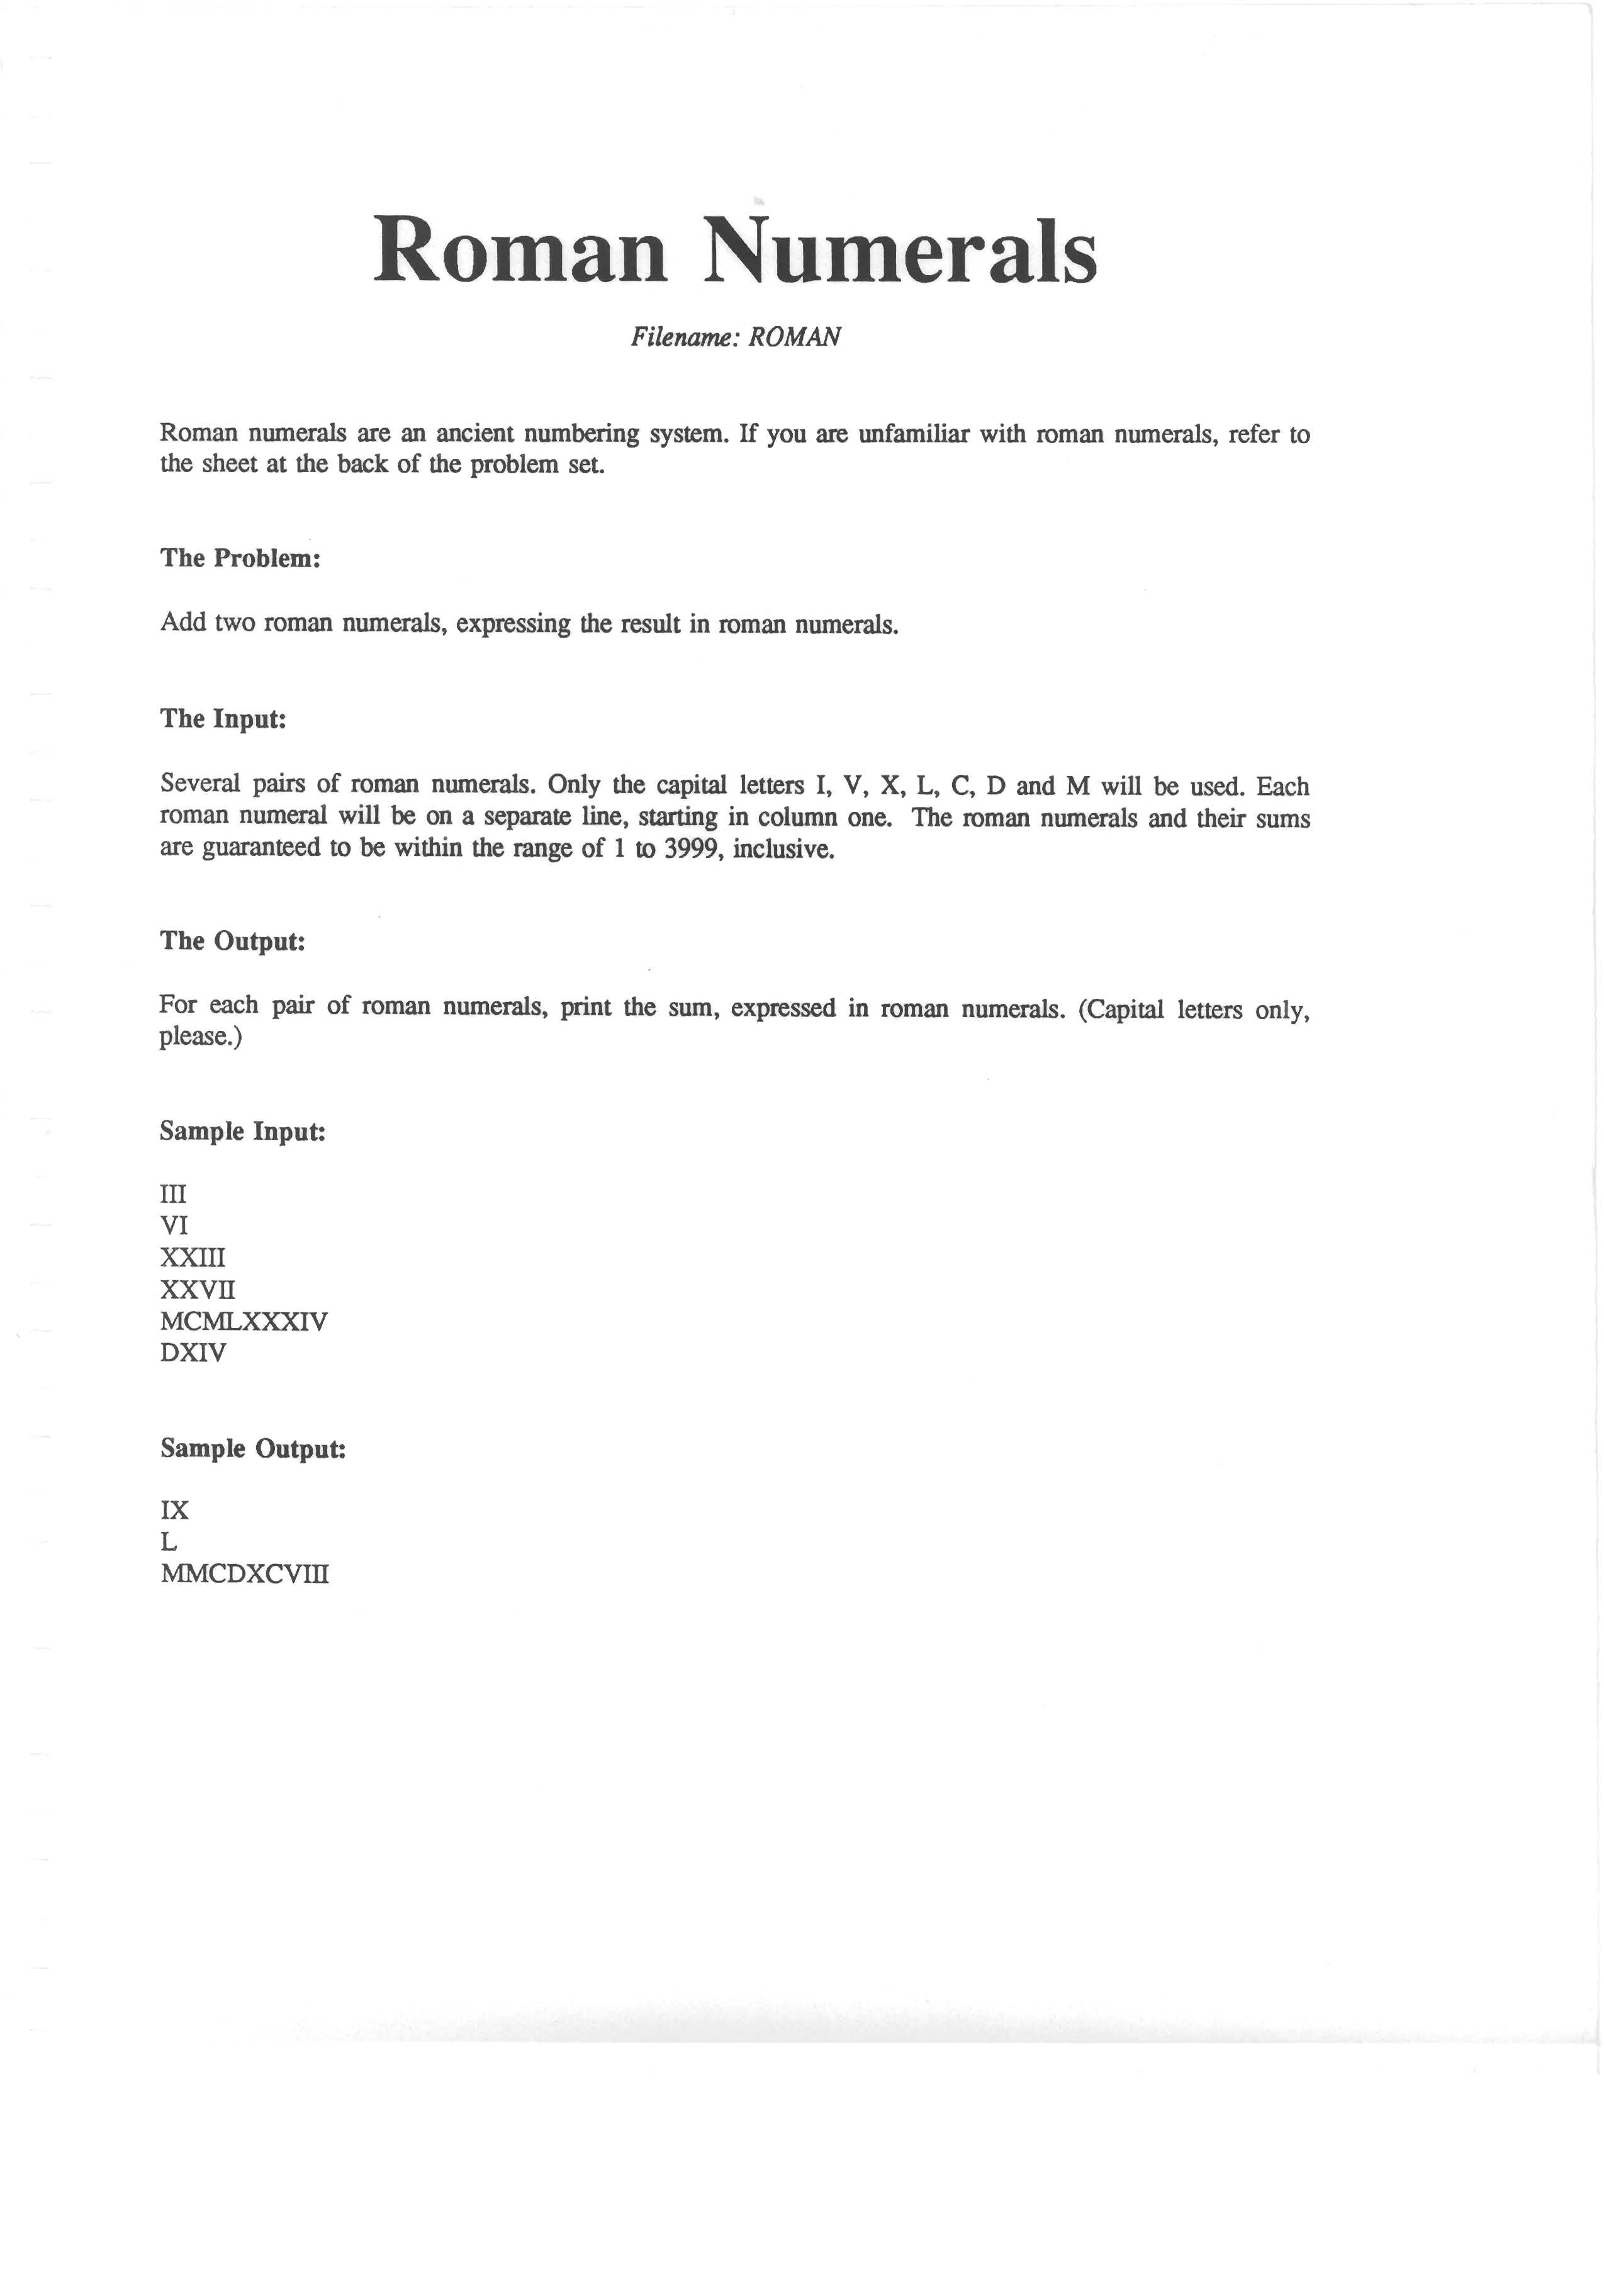 Roman Numerals
Filename: ROMAN
Roman numerals are an ancient numbering system. If you are unfamiliar with roman numerals, refer to
the sheet at the back of the problem set.
The Problem:
Add two roman numerals, expressing the result in roman numerals.
The Input:
Several pairs of roman numerals. Only the capital letters I, V, X, L, C, D and M will be used. Each
roman numeral will be on a separate line, starting in column one. The roman numerals and their sums
are guaranteed to be within the range of 1 to 3999, inclusive.
The Output:
For each pair of roman numerals, print the sum, expressed in roman numerals. (Capital letters only,
please.)
Sample Input:
III
VI
XXIII
XXVII
MCMLXXXIV
DXIV
Sample Output:
IX
L
MMCDXCVIII